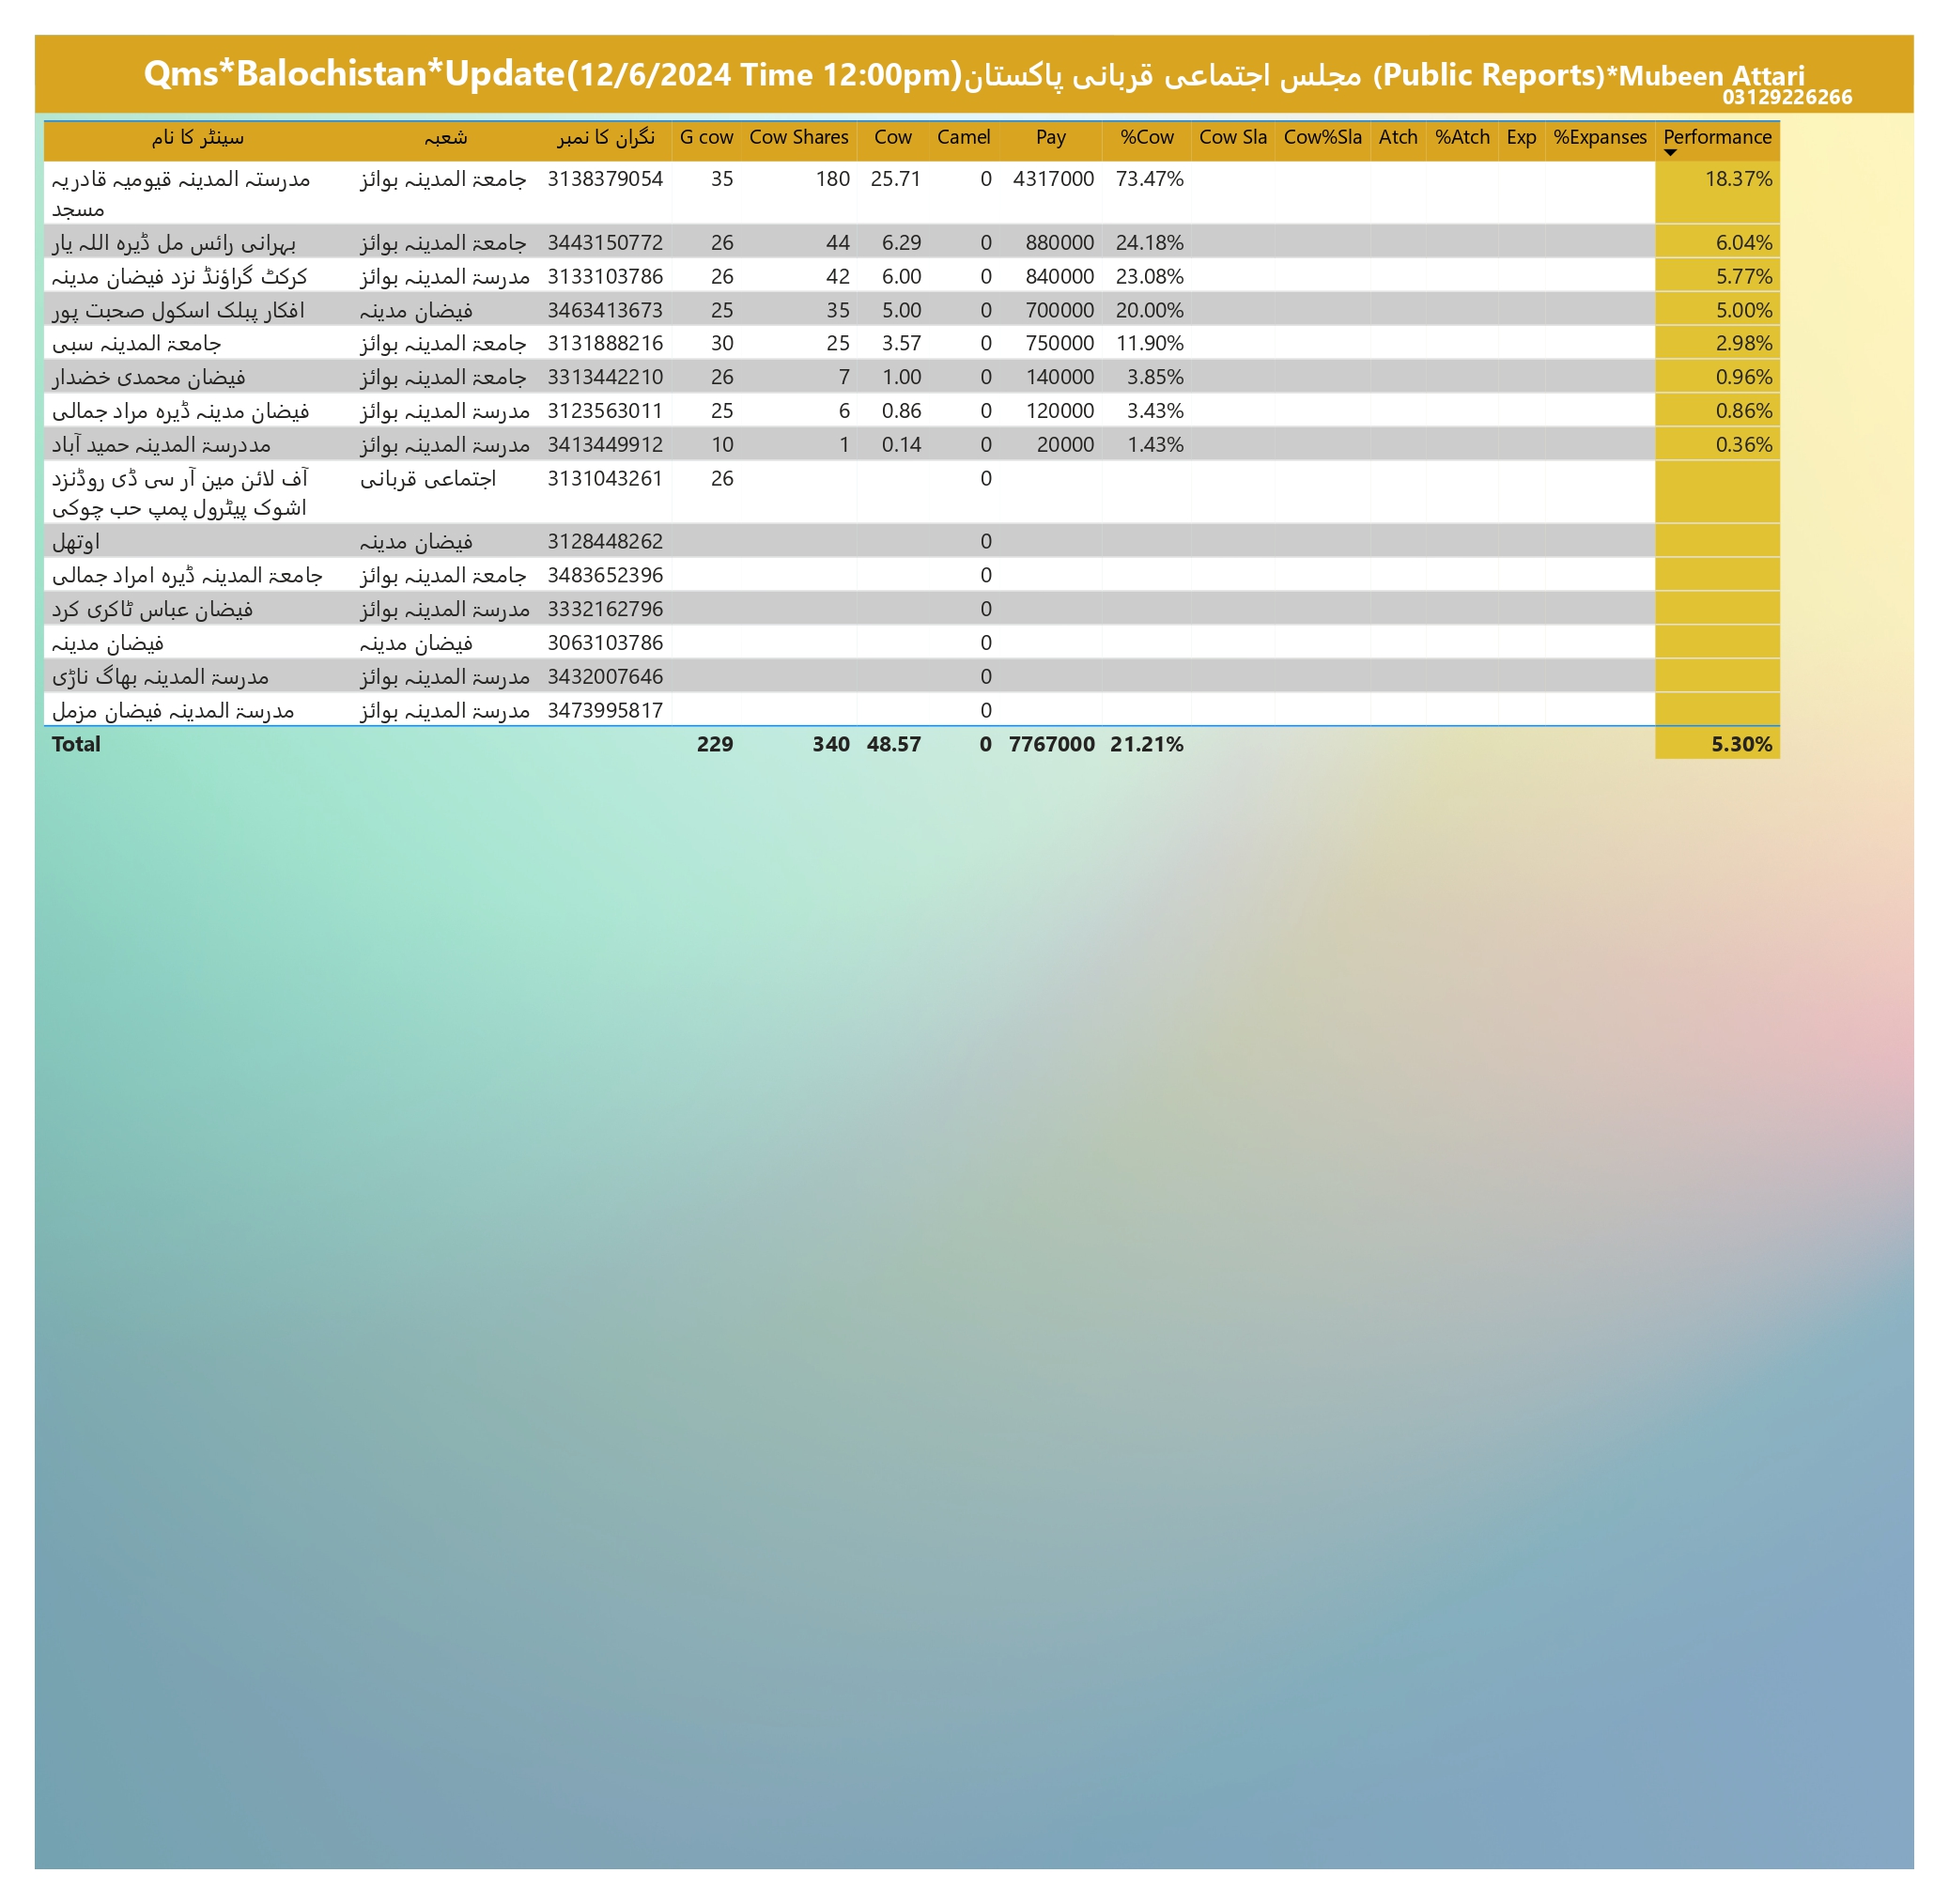 Qms*Balochistan*Update(12/6/2024 Time 12:00pm)مجلس اجتماعی قربانی پاکستان (Public Reports)*Mubeen Attari
03129226266
سینٹر کا نام شعبہ نگران کا نمبر G cow Cow Shares Cow Camel Pay %Cow Cow Sla Cow%Sla Atch %Atch Exp %Expanses Performance
مدرستہ المدینہ قیومیہ قادریہ جامعۃ المدینہ بوائز 3138379054 35 180 25.71 0 4317000 73.47% 18.37%
مسجد
بہرانی رائس مل ڈیرہ اللہ یار جامعۃ المدینہ بوائز 3443150772 26 44 6.29 0 880000 24.18% 6.04%
کرکٹ گراؤنڈ نزد فیضان مدینہ مدرسۃ المدینہ بوائز 3133103786 26 42 6.00 0 840000 23.08% 5.77%
افکار پبلک اسکول صحبت پور فیضان مدینہ 3463413673 25 35 5.00 0 700000 20.00% 5.00%
جامعۃ المدینہ سبی جامعۃ المدینہ بوائز 3131888216 30 25 3.57 0 750000 11.90% 2.98%
فیضان محمدی خضدار جامعۃ المدینہ بوائز 3313442210 26 7 1.00 0 140000 3.85% 0.96%
فیضان مدینہ ڈیرہ مراد جمالی مدرسۃ المدینہ بوائز 3123563011 25 6 0.86 0 120000 3.43% 0.86%
مددرسۃ المدینہ حمید آباد مدرسۃ المدینہ بوائز 3413449912 10 1 0.14 0 20000 1.43% 0.36%
آف لائن مین آر سی ڈی روڈنزد اجتماعی قربانی 3131043261 26 0
اشوک پیٹرول پمپ حب چوکی
اوتھل فیضان مدینہ 3128448262 0
جامعۃ المدینہ ڈیرہ امراد جمالی جامعۃ المدینہ بوائز 3483652396 0
فیضان عباس ٹاکری کرد مدرسۃ المدینہ بوائز 3332162796 0
فیضان مدینہ فیضان مدینہ 3063103786 0
مدرسۃ المدینہ بھاگ ناڑی مدرسۃ المدینہ بوائز 3432007646 0
مدرسۃ المدینہ فیضان مزمل مدرسۃ المدینہ بوائز 3473995817 0
Total 229 340 48.57 0 7767000 21.21% 5.30%